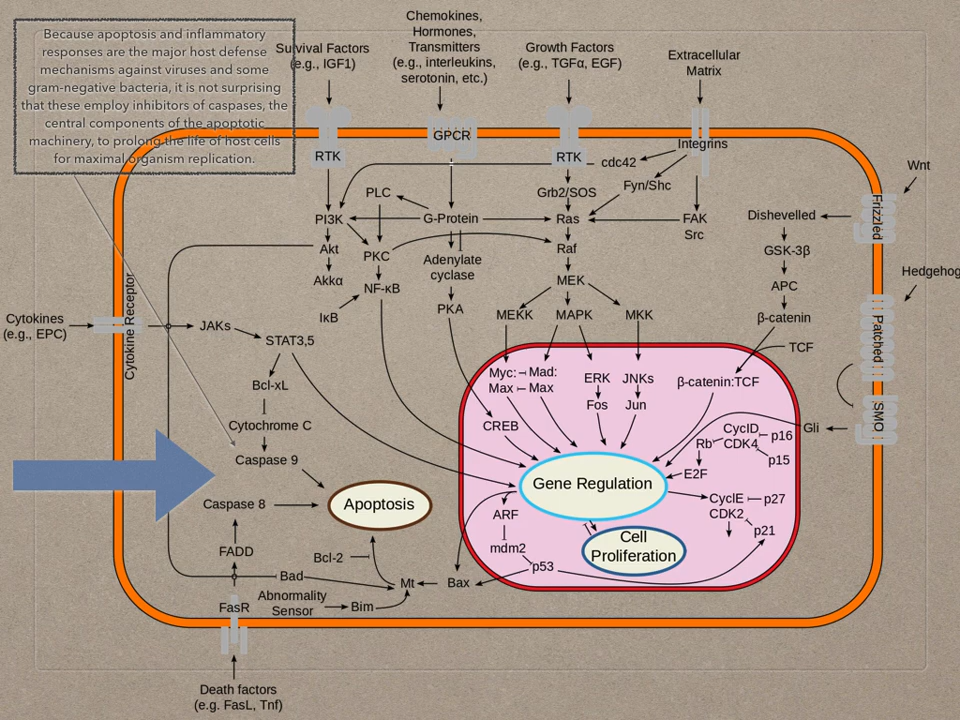 Because apoptosis and inflammatory
responses are the major host defense
mechanisms against viruses and some
gram-negative bacteria, it is not surprising
that these employ inhibitors of caspases, the
central components of the apoptotic
machinery, to prolong the life of host cells
for maximal organism replication.
Survival Factors
(e.g., IGF1)
Chemokines,
Hormones,
Transmitters
(e.g., interleukins,
serotonin, etc.)
Growth Factors
(e.g., TGFα, EGF)
Extracellular
Matrix
RTK
GPCR
RTK
Integrins
cdc42
Wnt
PLC
Grb2/SOS
Fyn/Shc
Frizzled
PI3K
G-Protein
Ras
FAK
Src
Dishevelled
Akt
PKC
Adenylate
cyclase
Raf
GSK-3β
Akkα
NF-κB
MEK
APC
Hedgehog
IκB
PKA
MEKK
MAPK
MKK
β-catenin
Cytokines
(e.g., EPC)
Cytokine Receptor
JAKs
STAT3,5
TCF
Patched
Myc:
Max
Mad:
Max
ERK
JNKs
β-catenin:TCF
Bcl-xL
Fos
Jun
SMO
Cytochrome C
CREB
Gli
CyclD
CDK4
Rb
p16
p15
Caspase 9
E2F
Gene Regulation
Caspase 8
Apoptosis
ARF
CyclE
CDK2
p27
p21
FADD
Bcl-2
mdm2
Cell
Proliferation
p53
Bad
Mt
Bax
FasR
Abnormality
Sensor
Bim
Death factors
(e.g. FasL, Tnf)